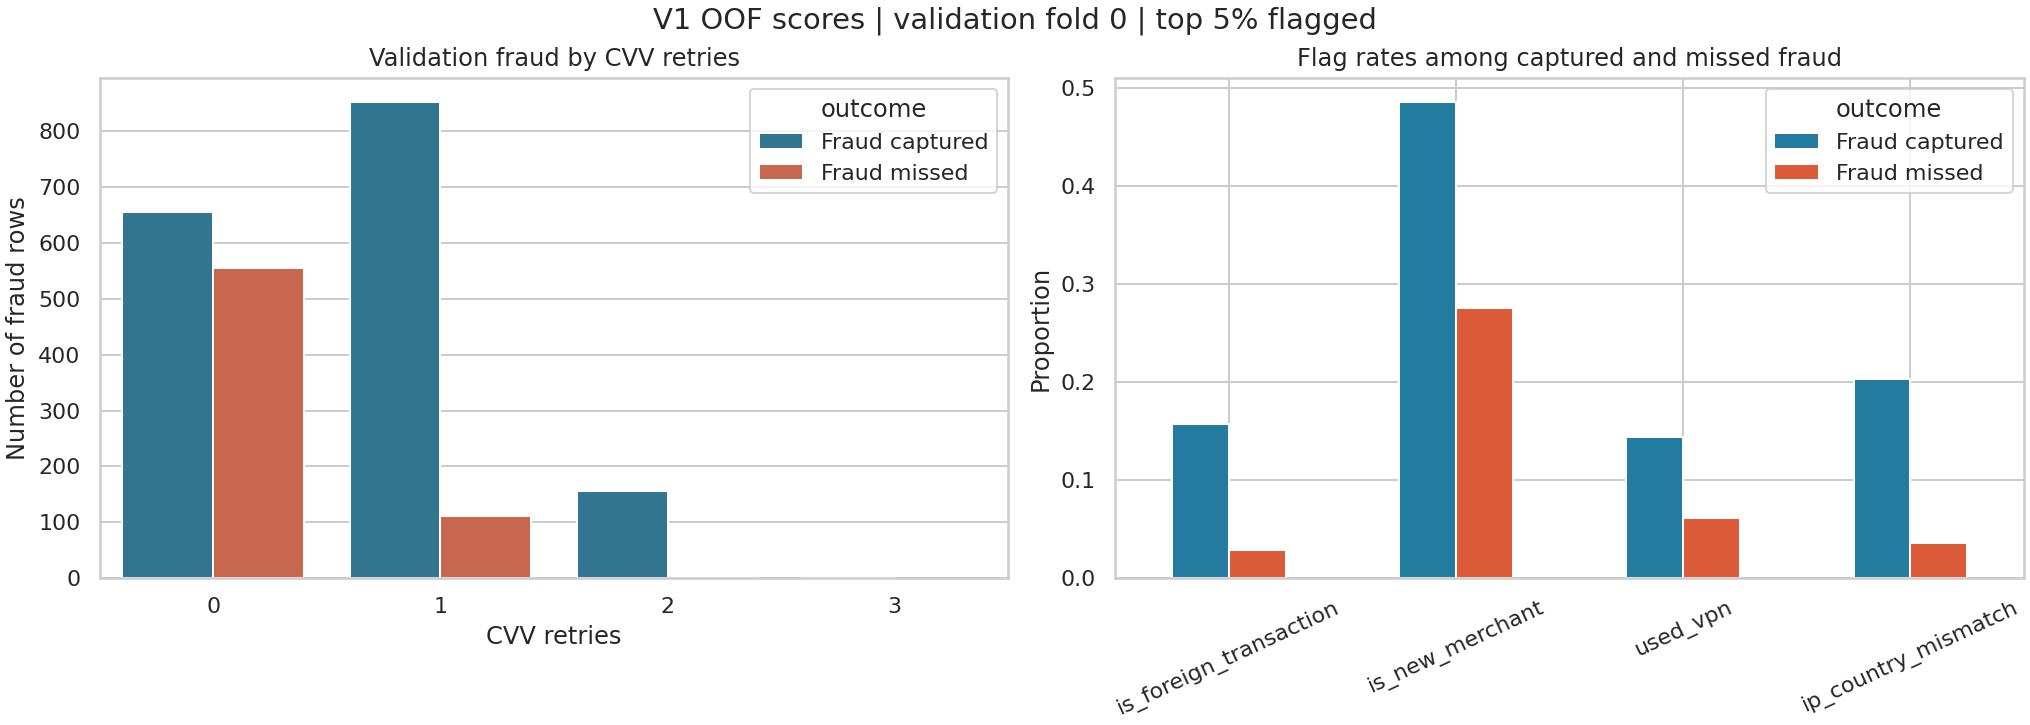 V1 OOF scores | validation fold 0 | top 5% flagged
Validation fraud by CVV retries
outcome
Fraud captured
Fraud missed
Number of fraud rows
800
700
600
500
400
300
200
100
0
0 1 2 3
CVV retries
Flag rates among captured and missed fraud
outcome
Fraud captured
Fraud missed
Proportion
0.5
0.4
0.3
0.2
0.1
0.0
is_foreign_transaction
is_new_merchant
used_vpn
ip_country_mismatch